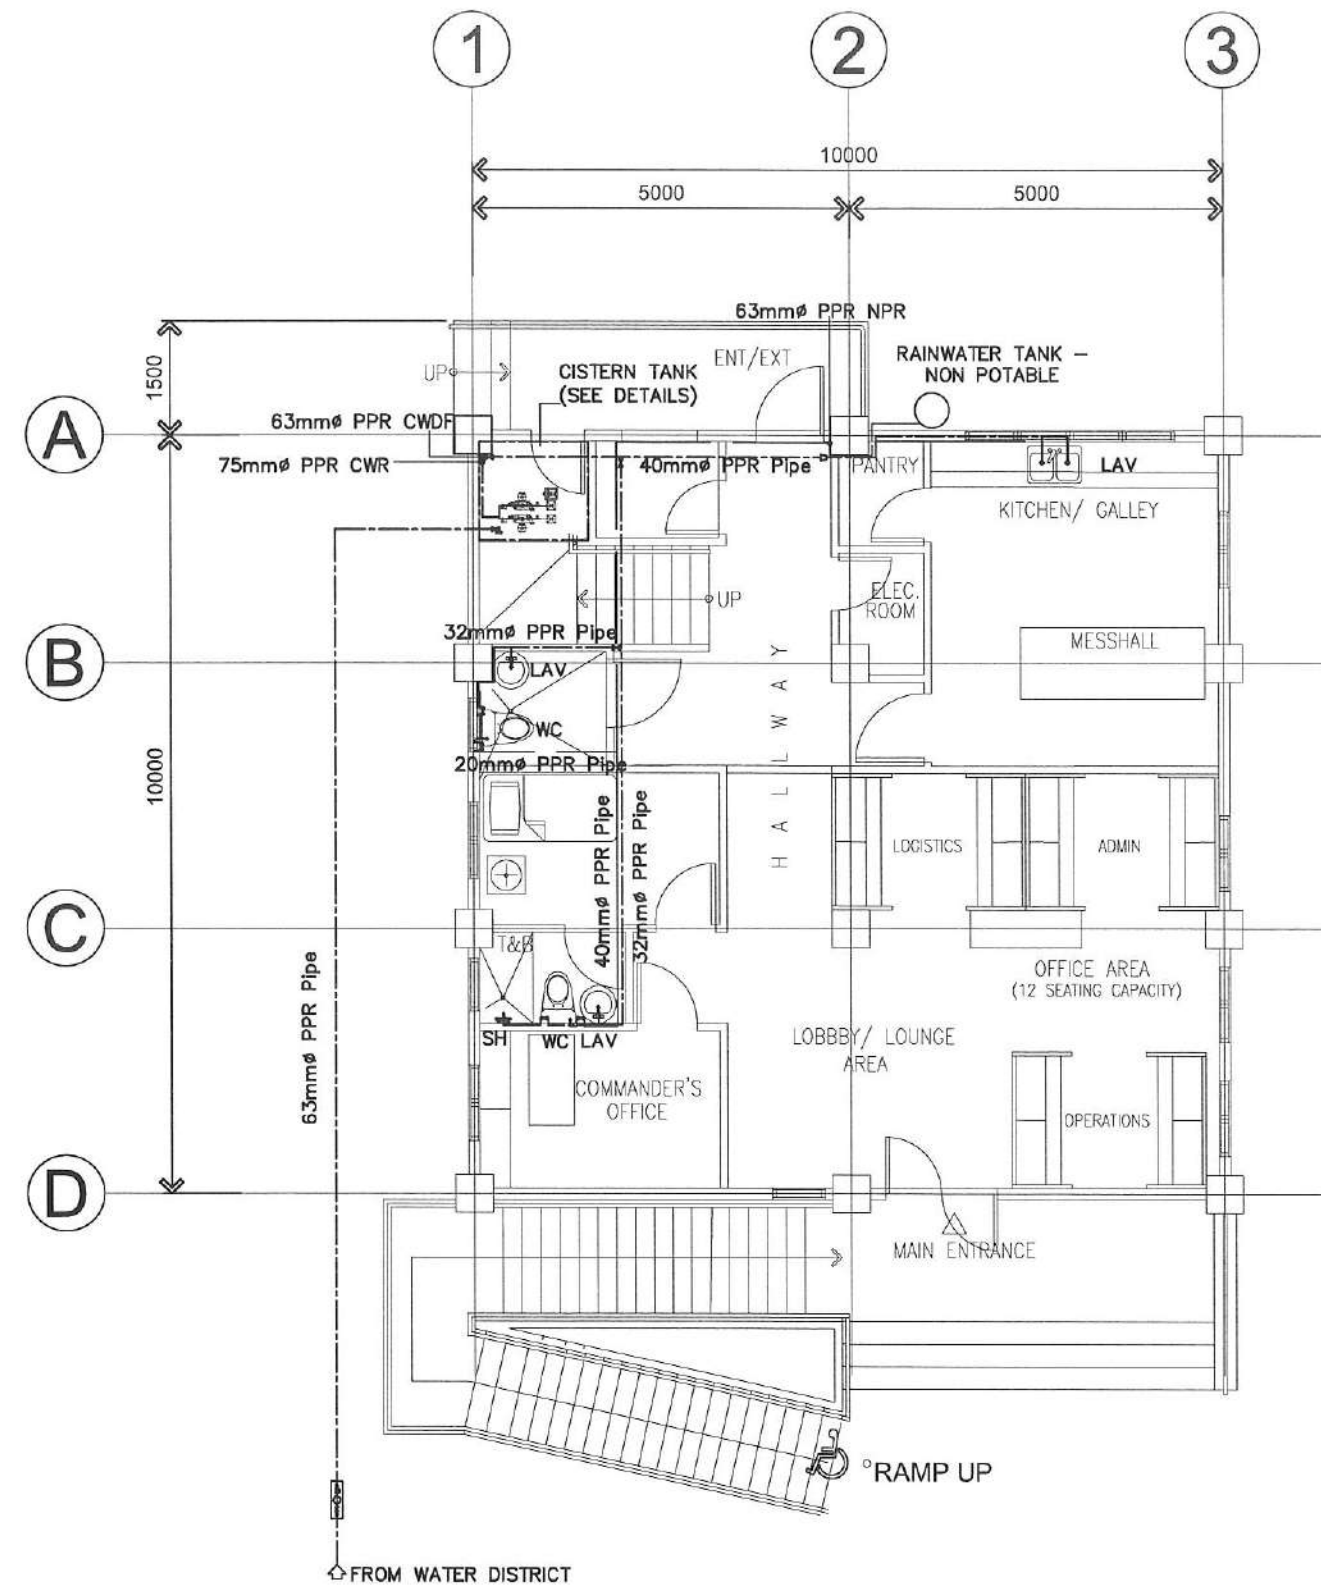 1
2
3
10000
5000
5000
63mmø PPR NPR
1500
UP
ENT/EXT
CISTERN TANK
(SEE DETAILS)
RAINWATER TANK –
NON POTABLE
A
63mmø PPR CWDF
75mmø PPR CWR
40mmø PPR Pipe
PANTRY
LAV
KITCHEN/ GALLEY
UP
ELEC.
ROOM
32mmø PPR Pipe
MESSHALL
B
LAV
WC
HALLWAY
20mmø PPR Pipe
10000
40mmø PPR Pipe
32mmø PPR Pipe
LOGISTICS
ADMIN
C
T&B
63mmø PPR Pipe
OFFICE AREA
(12 SEATING CAPACITY)
SH
WC
LAV
LOBBBY/ LOUNGE
AREA
COMMANDER'S
OFFICE
OPERATIONS
D
MAIN ENTRANCE
°RAMP UP
FROM WATER DISTRICT